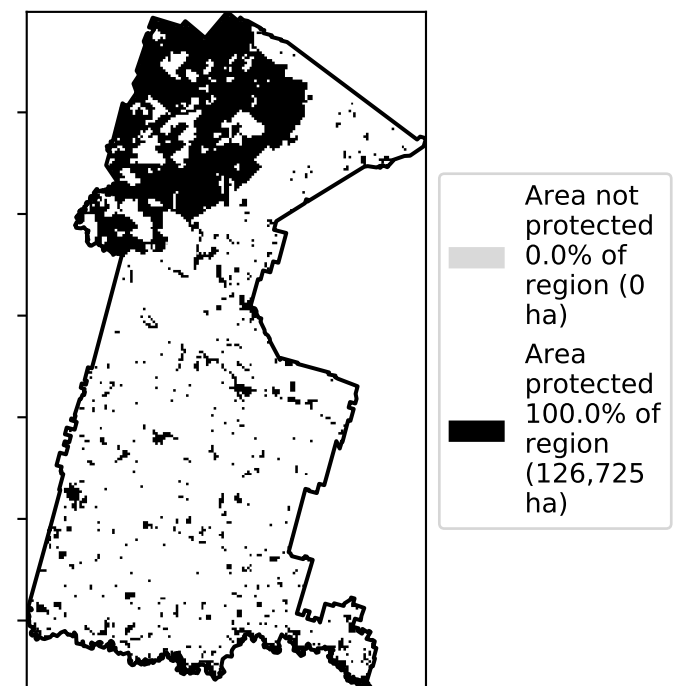 Area not
protected
0.0% of
region (0
ha)
Area
protected
100.0% of
region
(126,725
ha)